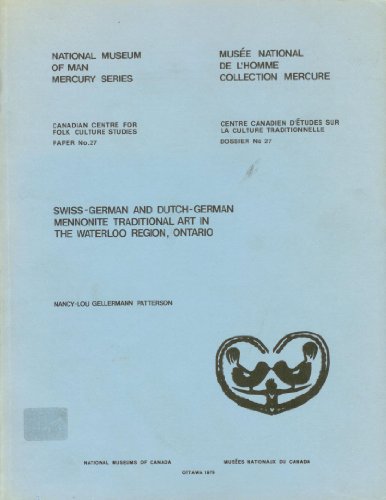 NATIONAL MUSEUM
OF MAN
MERCURY SERIES
MUSÉE NATIONAL
DE L'HOMME
COLLECTION MERCURE
CANADIAN CENTRE FOR
FOLK CULTURE STUDIES
PAPER No.27
CENTRE CANADIEN D'ÉTUDES SUR
LA CULTURE TRADITIONNELLE
DOSSIER No 27
SWISS-GERMAN AND DUTCH-GERMAN
MENNONITE TRADITIONAL ART IN
THE WATERLOO REGION, ONTARIO
NANCY-LOU GELLERMANN PATTERSON
NATIONAL MUSEUMS OF CANADA
MUSÉES NATIONAUX DU CANADA
OTTAWA 1979